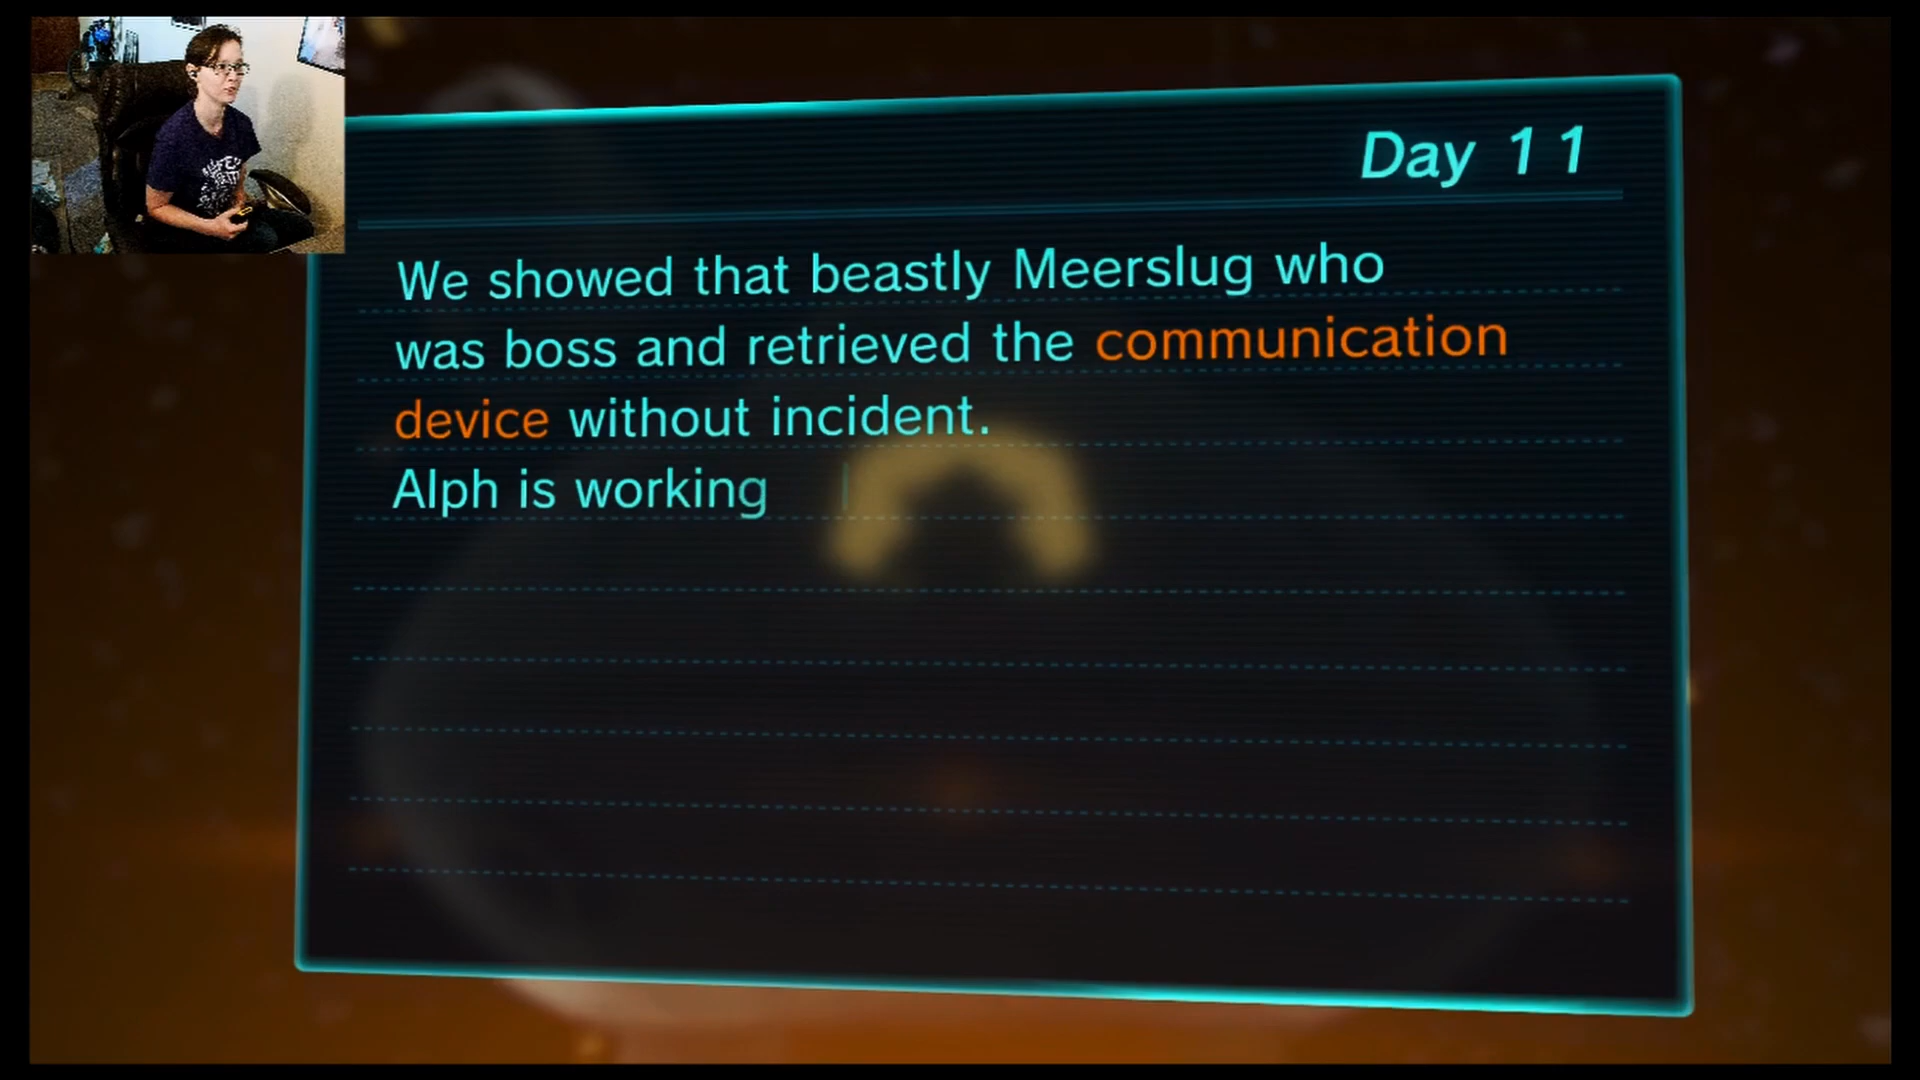 Day 11
We showed that beastly Meerslug who
was boss and retrieved the communication
device without incident.
Alph is working